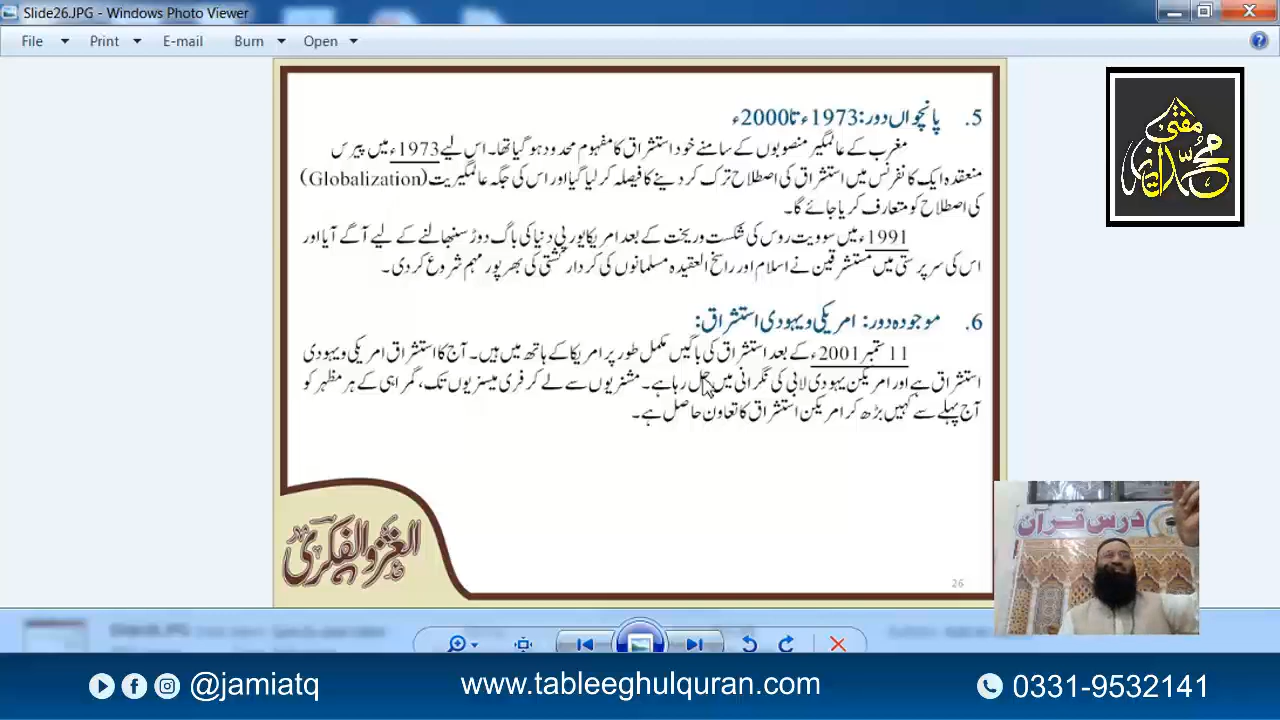 Slide26.JPG - Windows Photo Viewer
File Print E-mail Burn Open
5. پانچواں دور: 1973ء تا 2000ء
مغرب کے عالمگیر منصوبوں کے سامنے خود استشراق کا مفہوم محدود ہو گیا تھا۔ اس لیے 1973ء میں پیرس
منعقدہ ایک کانفرنس میں استشراق کی اصطلاح ترک کر دینے کا فیصلہ کر لیا گیا اور اس کی جگہ عالمگیریت (Globalization)
کی اصطلاح کو متعارف کریا جائے گا۔
1991ء میں سوویت روس کی شکست و ریخت کے بعد امریکا یورپی دنیا کی باگ دوڑ سنبھالنے کے لیے آگے آیا اور
اس کی سرپرستی میں مستشرقین نے اسلام اور راسخ العقیدہ مسلمانوں کی کردار کشتی کی بھرپور مہم شروع کر دی۔
6. موجودہ دور: امریکی و یہودی استشراق:
11 ستمبر 2001ء کے بعد استشراق کی باگیں مکمل طور پر امریکا کے ہاتھ میں ہیں۔ آج کا استشراق امریکی و یہودی
استشراق ہے اور امریکن یہودی لابی کی نگرانی میں چل رہا ہے۔ مشنریوں سے لے کر فری میسزیوں تک، گمراہی کے ہر مظہر کو
آج پہلے سے کہیں بڑھ کر امریکن استشراق کا تعاون حاصل ہے۔
الغزو الفکری
26
مفتی
محمد
درس قرآن
@jamiatq
www.tableeghulquran.com
0331-9532141